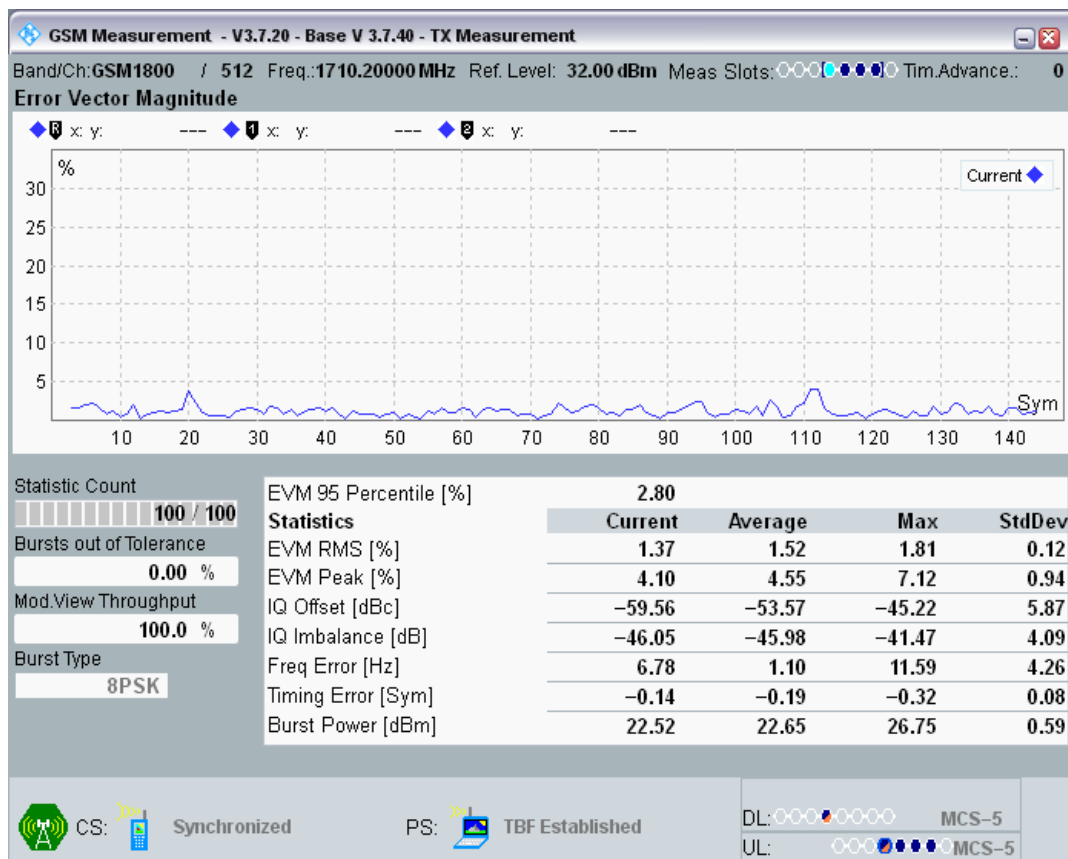 GSM Measurement - V3.7.20 - Base V 3.7.40 - TX Measurement
Band/Ch:GSM1800 / 512 Freq.:1710.20000 MHz Ref. Level: 32.00 dBm Meas Slots: Tim.Advance.: 0
Error Vector Magnitude
R x: y: --- 1 x: y: --- 2 x: y: ---
%
Current
30
25
20
15
10
5
Sym
10 20 30 40 50 60 70 80 90 100 110 120 130 140
Statistic Count
100 / 100
Bursts out of Tolerance
0.00 %
Mod.View Throughput
100.0 %
Burst Type
8PSK
EVM 95 Percentile [%] 2.80
Statistics Current Average Max StdDev
EVM RMS [%] 1.37 1.52 1.81 0.12
EVM Peak [%] 4.10 4.55 7.12 0.94
IQ Offset [dBc] −59.56 −53.57 −45.22 5.87
IQ Imbalance [dB] −46.05 −45.98 −41.47 4.09
Freq Error [Hz] 6.78 1.10 11.59 4.26
Timing Error [Sym] −0.14 −0.19 −0.32 0.08
Burst Power [dBm] 22.52 22.65 26.75 0.59
CS: Synchronized PS: TBF Established
DL: MCS−5
UL: MCS−5